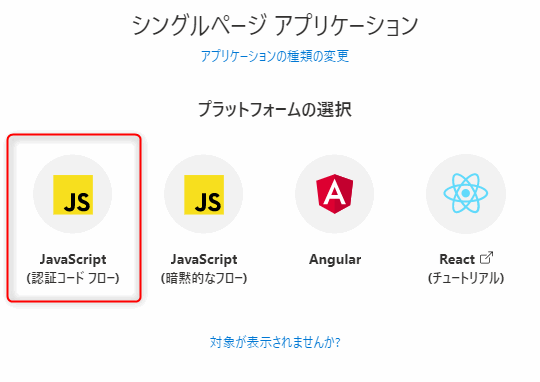 シングルページ アプリケーション
アプリケーションの種類の変更
プラットフォームの選択
JS JS
JavaScript JavaScript Angular React
(認証コード フロー) (暗黙的なフロー) (チュートリアル)
対象が表示されませんか?